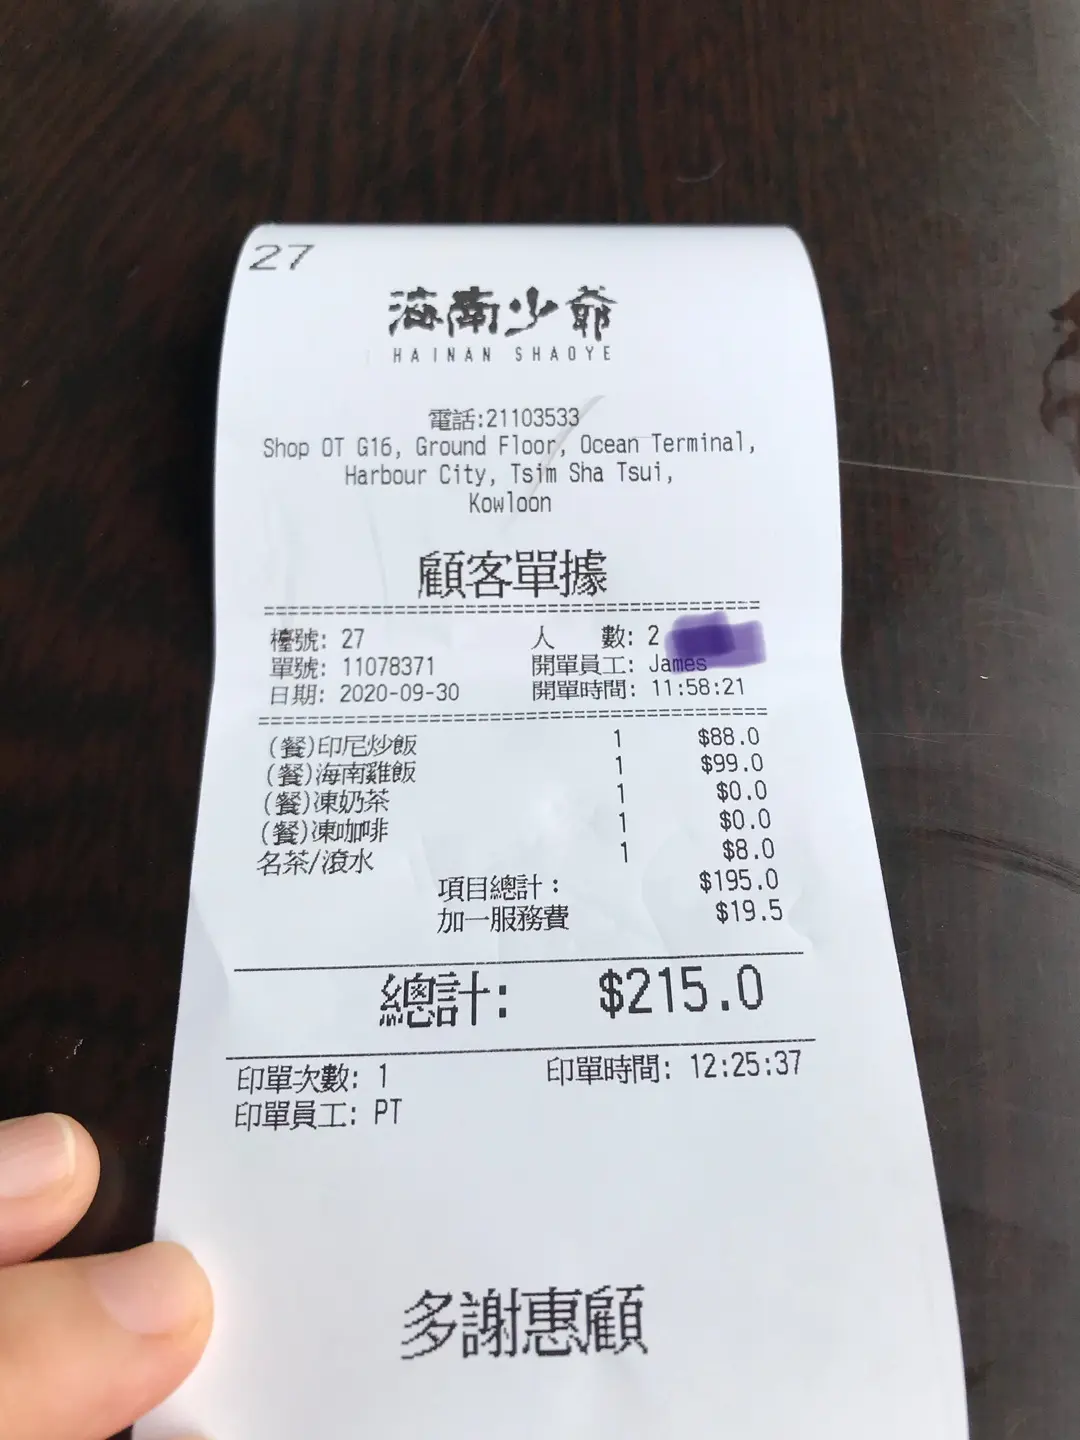 27
海南少爺
HAINAN SHAOYE
電話:21103533
Shop OT G16, Ground Floor, Ocean Terminal,
Harbour City, Tsim Sha Tsui,
Kowloon
顧客單據
檯號: 27 人 數: 2
單號: 11078371 開單員工: James
日期: 2020-09-30 開單時間: 11:58:21
(餐)印尼炒飯 1 $88.0
(餐)海南雞飯 1 $99.0
(餐)凍奶茶 1 $0.0
(餐)凍咖啡 1 $0.0
名茶/滾水 1 $8.0
項目總計： $195.0
加一服務費 $19.5
總計: $215.0
印單次數: 1 印單時間: 12:25:37
印單員工: PT
多謝惠顧